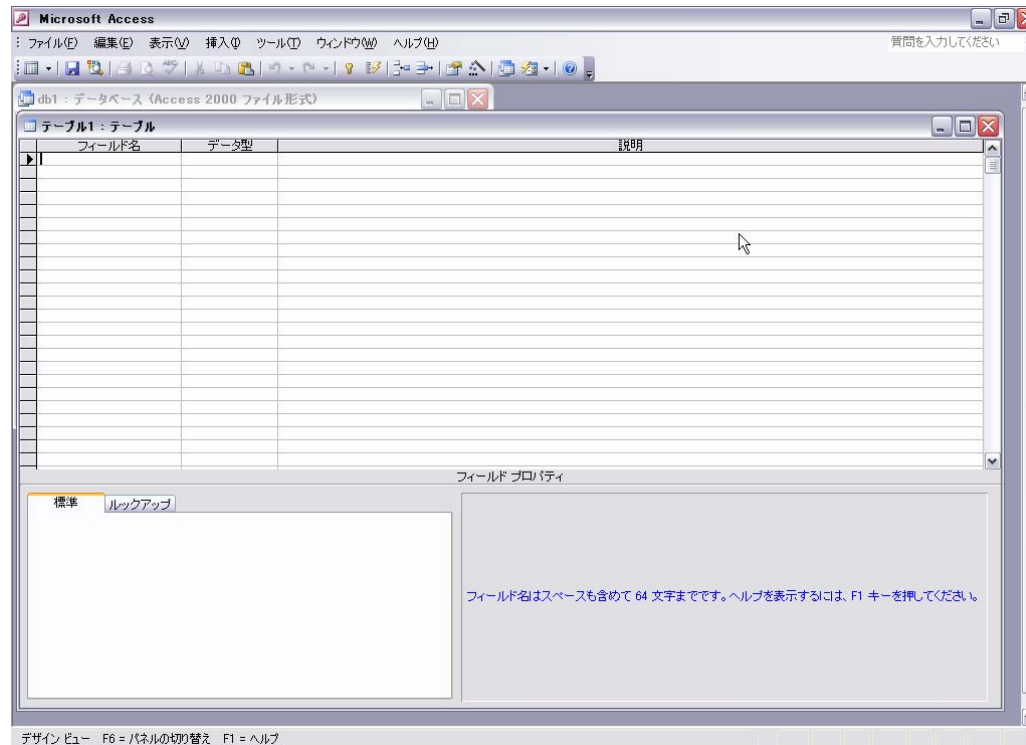 Microsoft Access
ファイル(F) 編集(E) 表示(V) 挿入(I) ツール(T) ウィンドウ(W) ヘルプ(H) 質問を入力してください
db1 : データベース (Access 2000 ファイル形式)
テーブル1 : テーブル
フィールド名 データ型 説明
フィールド プロパティ
標準 ルックアップ
フィールド名はスペースも含めて 64 文字までです。ヘルプを表示するには、F1 キーを押してください。
デザイン ビュー F6 = パネルの切り替え F1 = ヘルプ